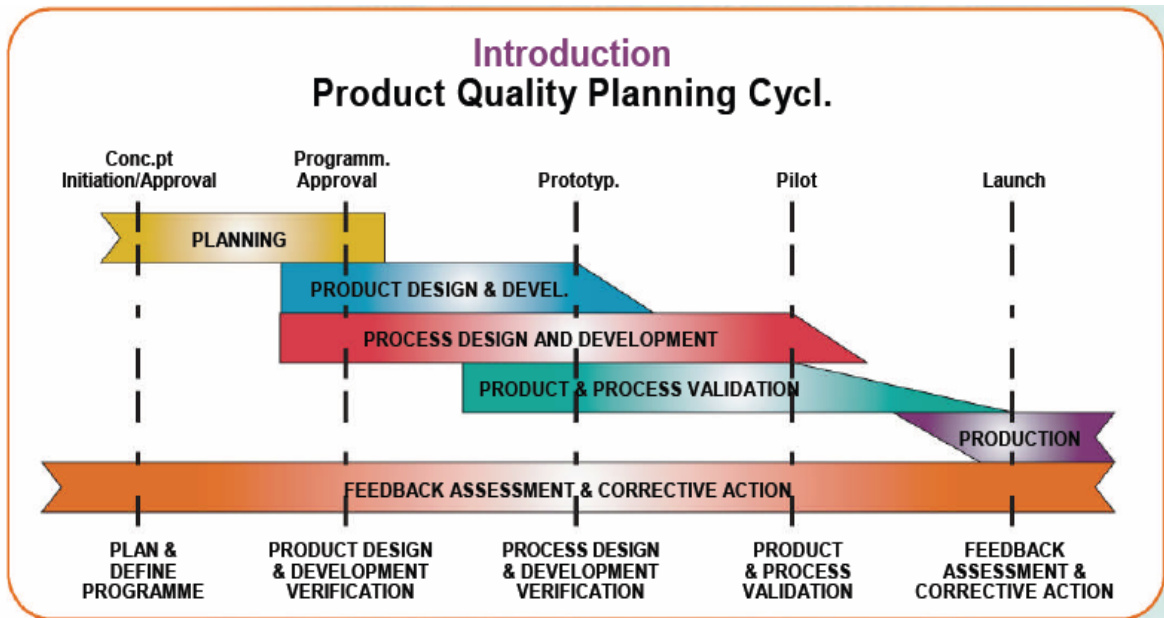 Introduction
Product Quality Planning Cycl.
Conc.pt
Initiation/Approval
Programm.
Approval
Prototyp.
Pilot
Launch
PLANNING
PRODUCT DESIGN & DEVEL.
PROCESS DESIGN AND DEVELOPMENT
PRODUCT & PROCESS VALIDATION
PRODUCTION
FEEDBACK ASSESSMENT & CORRECTIVE ACTION
PLAN &
DEFINE
PROGRAMME
PRODUCT DESIGN
& DEVELOPMENT
VERIFICATION
PROCESS DESIGN
& DEVELOPMENT
VERIFICATION
PRODUCT
& PROCESS
VALIDATION
FEEDBACK
ASSESSMENT &
CORRECTIVE ACTION